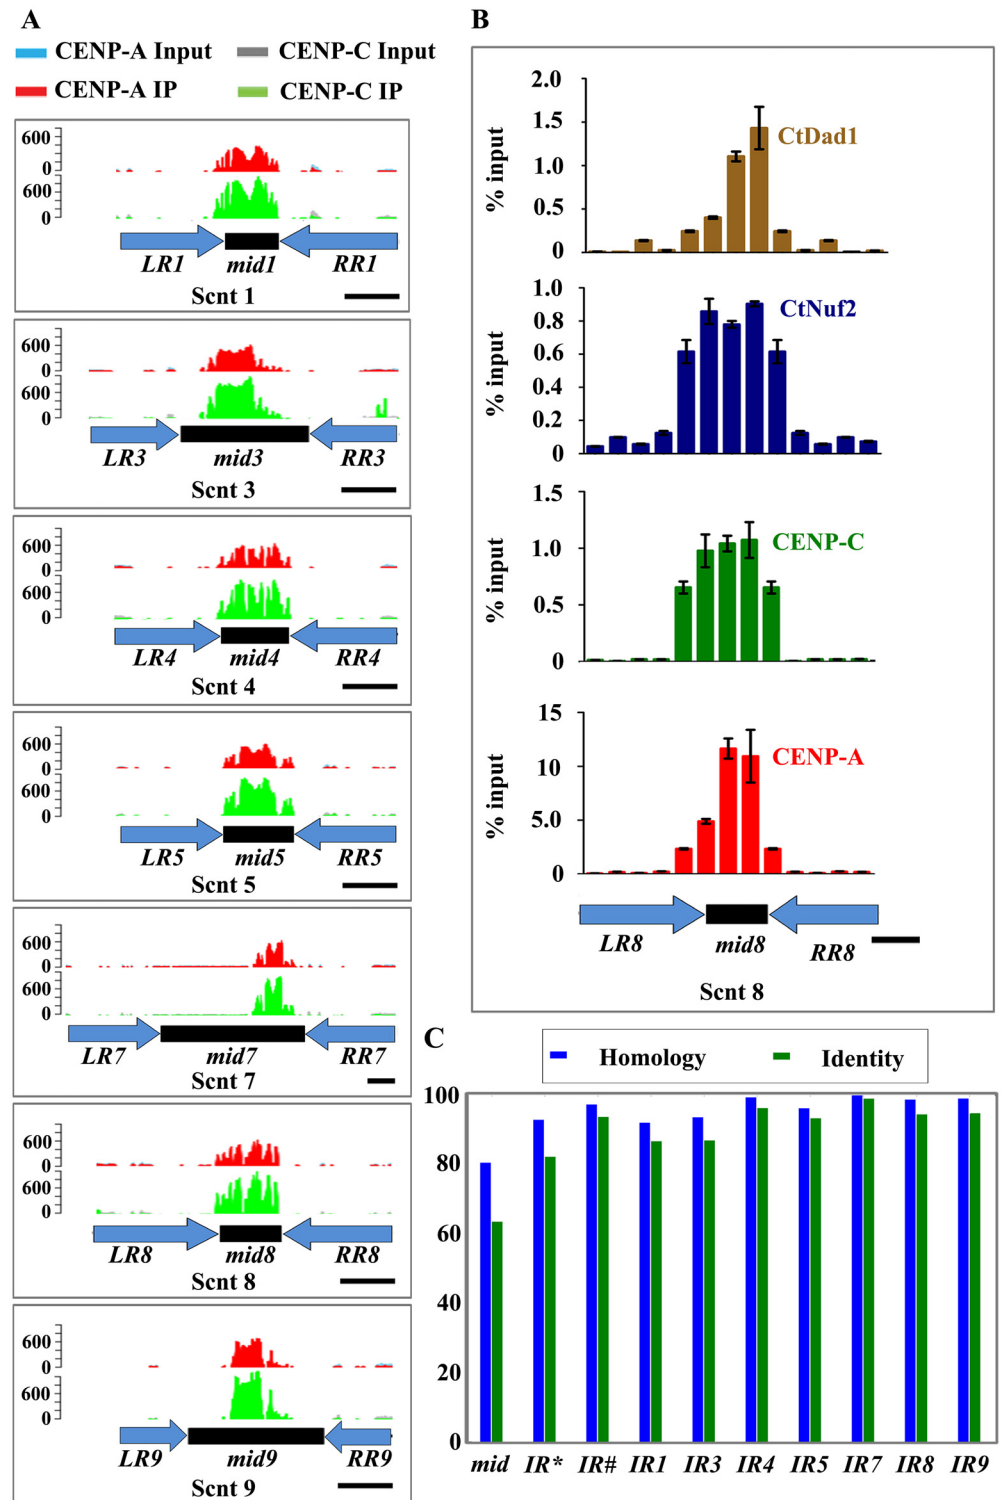 A
CENP-A Input
CENP-C Input
CENP-A IP
CENP-C IP
600
0
600
0
LR1 mid1 RR1
Scnt 1
600
0
600
0
LR3 mid3 RR3
Scnt 3
600
0
600
0
LR4 mid4 RR4
Scnt 4
600
0
600
0
LR5 mid5 RR5
Scnt 5
600
0
600
0
LR7 mid7 RR7
Scnt 7
600
0
600
0
LR8 mid8 RR8
Scnt 8
600
0
600
0
LR9 mid9 RR9
Scnt 9
B
% input
2.0
1.5
1.0
0.5
0
CtDad1
% input
1.0
0.8
0.6
0.4
0.2
0
CtNuf2
% input
1.5
1.0
0.5
0
CENP-C
% input
15
10
5.0
0
CENP-A
LR8 mid8 RR8
Scnt 8
C
Homology Identity
100
80
60
40
20
0
mid IR* IR# IR1 IR3 IR4 IR5 IR7 IR8 IR9